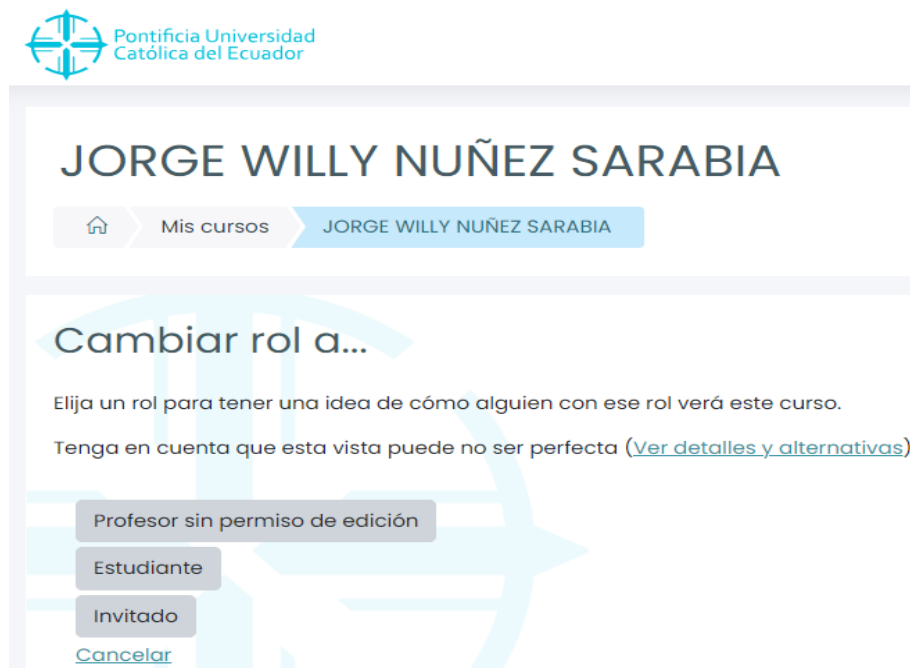 Pontificia Universidad
Católica del Ecuador
JORGE WILLY NUÑEZ SARABIA
Mis cursos
JORGE WILLY NUÑEZ SARABIA
Cambiar rol a...
Elija un rol para tener una idea de cómo alguien con ese rol verá este curso.
Tenga en cuenta que esta vista puede no ser perfecta (Ver detalles y alternativas)
Profesor sin permiso de edición
Estudiante
Invitado
Cancelar